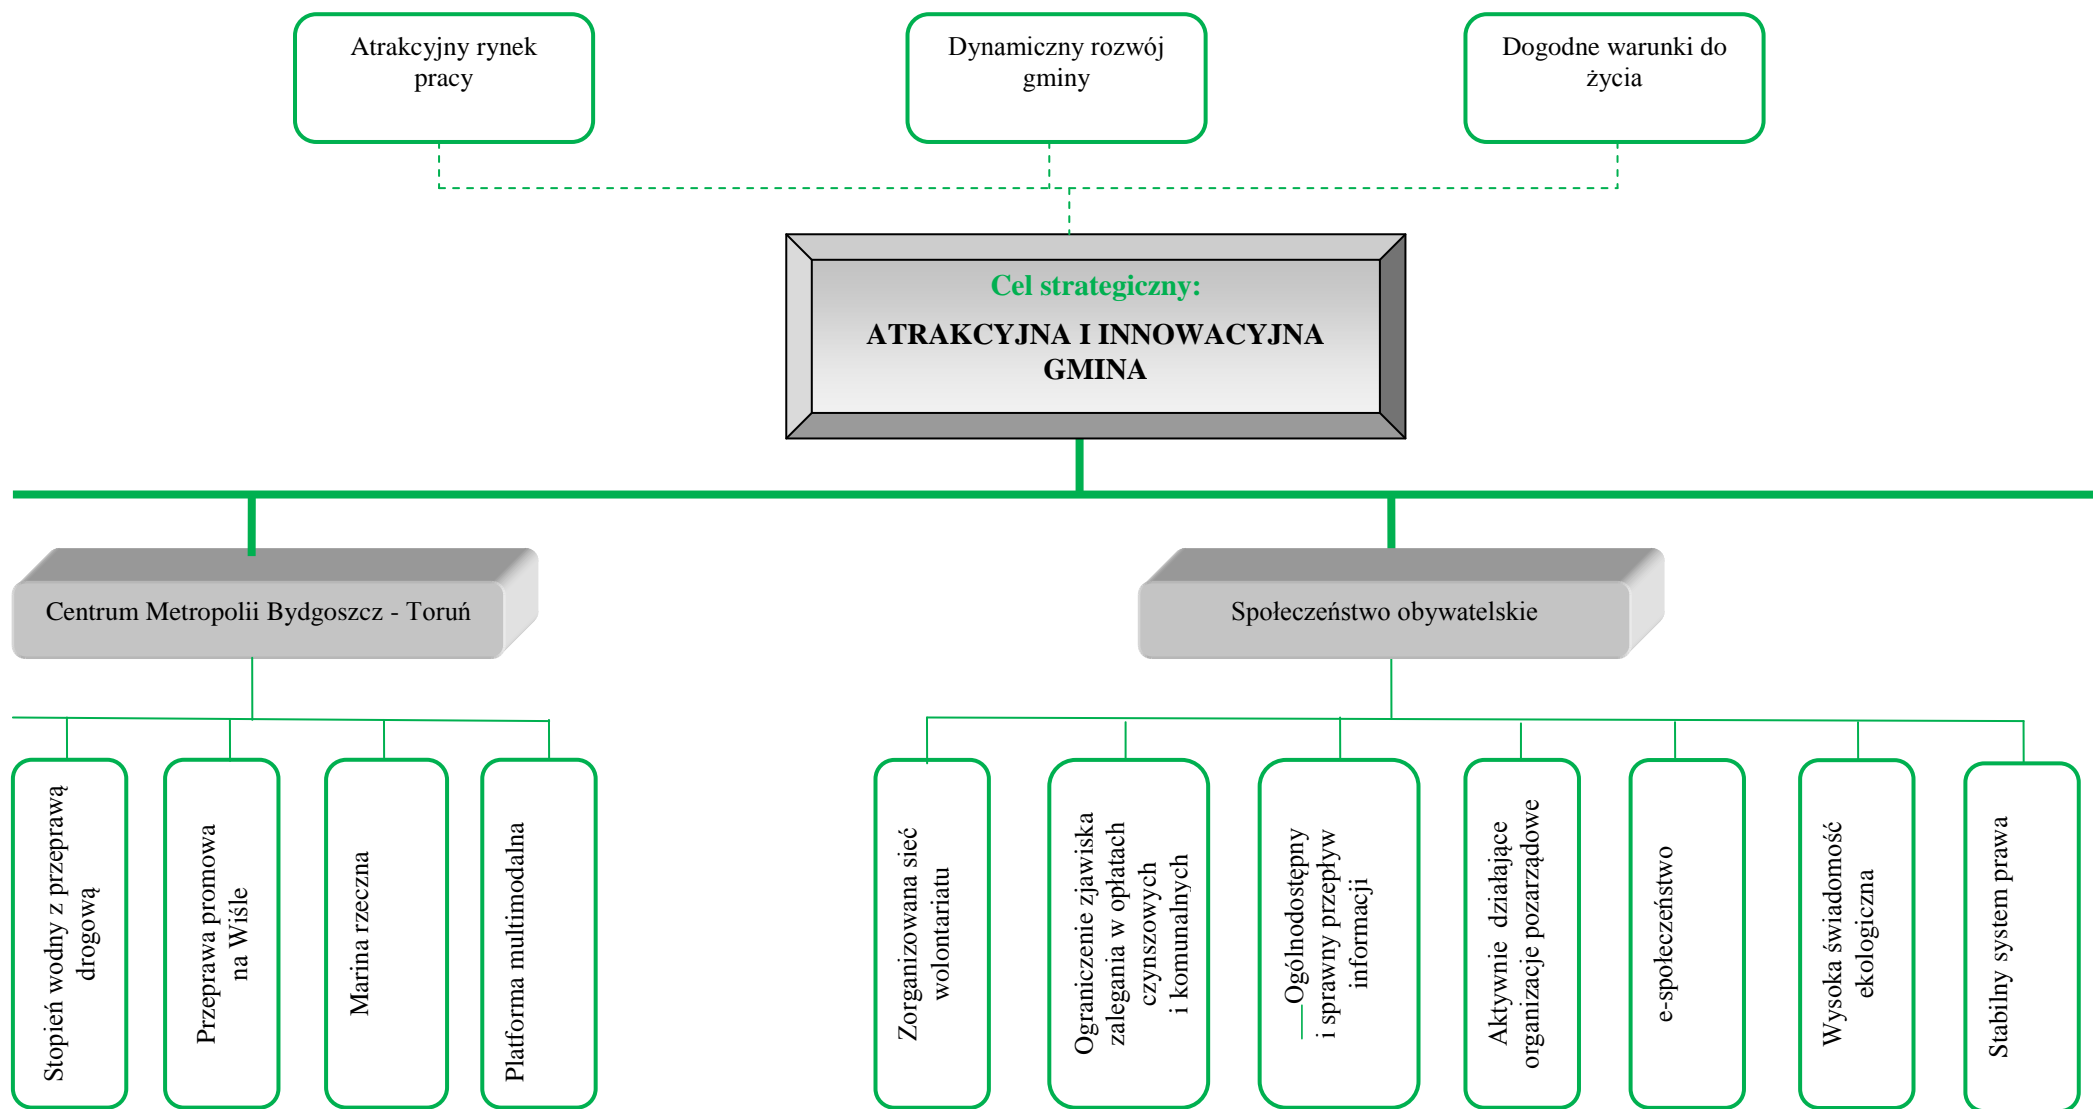 Atrakcyjny rynek
pracy
Dynamiczny rozwój
gminy
Dogodne warunki do
życia
Cel strategiczny:
ATRAKCYJNA I INNOWACYJNA
GMINA
Centrum Metropolii Bydgoszcz - Toruń
Społeczeństwo obywatelskie
Stopień wodny z przeprawą
drogową
Przeprawa promowa
na Wiśle
Marina rzeczna
Platforma multimodalna
Zorganizowana sieć
wolontariatu
Ograniczenie zjawiska
zalegania w opłatach
czynszowych
i komunalnych
Ogólnodostępny
i sprawny przepływ
informacji
Aktywnie działające
organizacje pozarządowe
e-społeczeństwo
Wysoka świadomość
ekologiczna
Stabilny system prawa